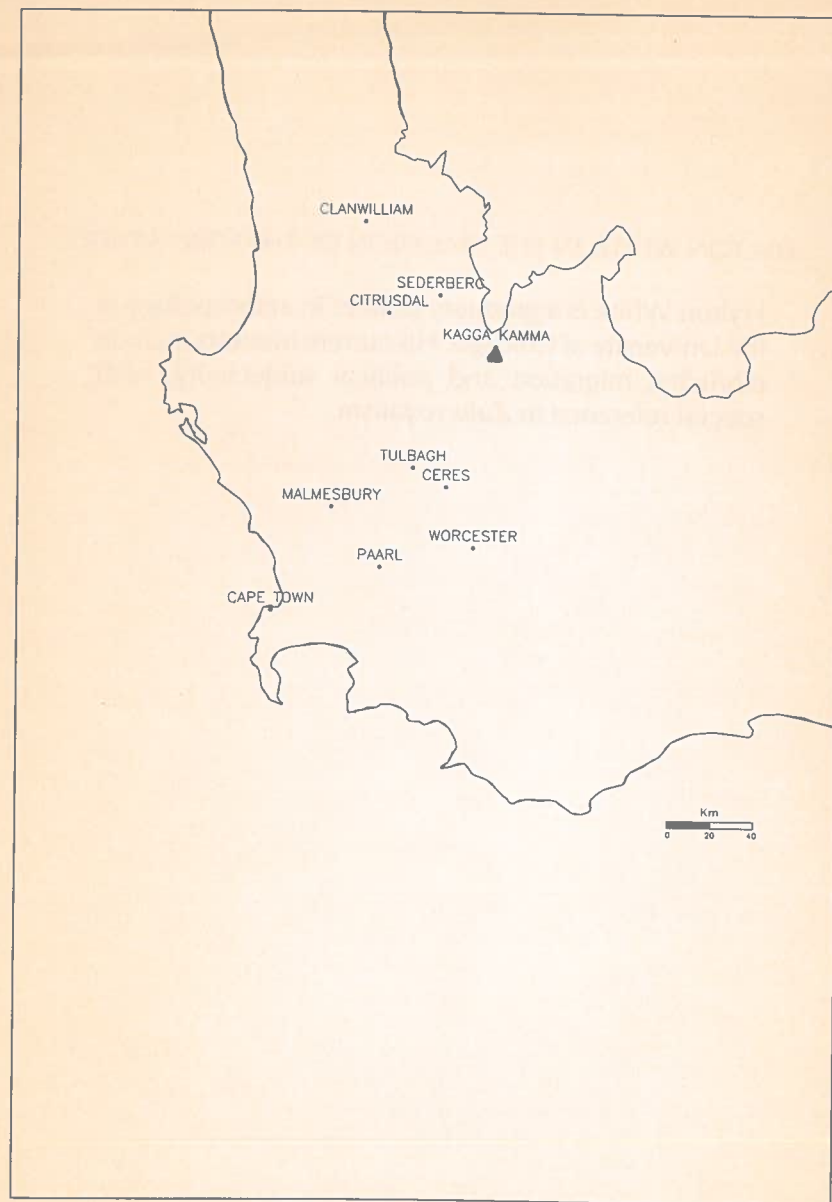 CLANWILLIAM
SEDERBERG
CITRUSDAL
KAGGA KAMMA
TULBAGH
CERES
MALMESBURY
WORCESTER
PAARL
CAPE TOWN
Km
0 20 40